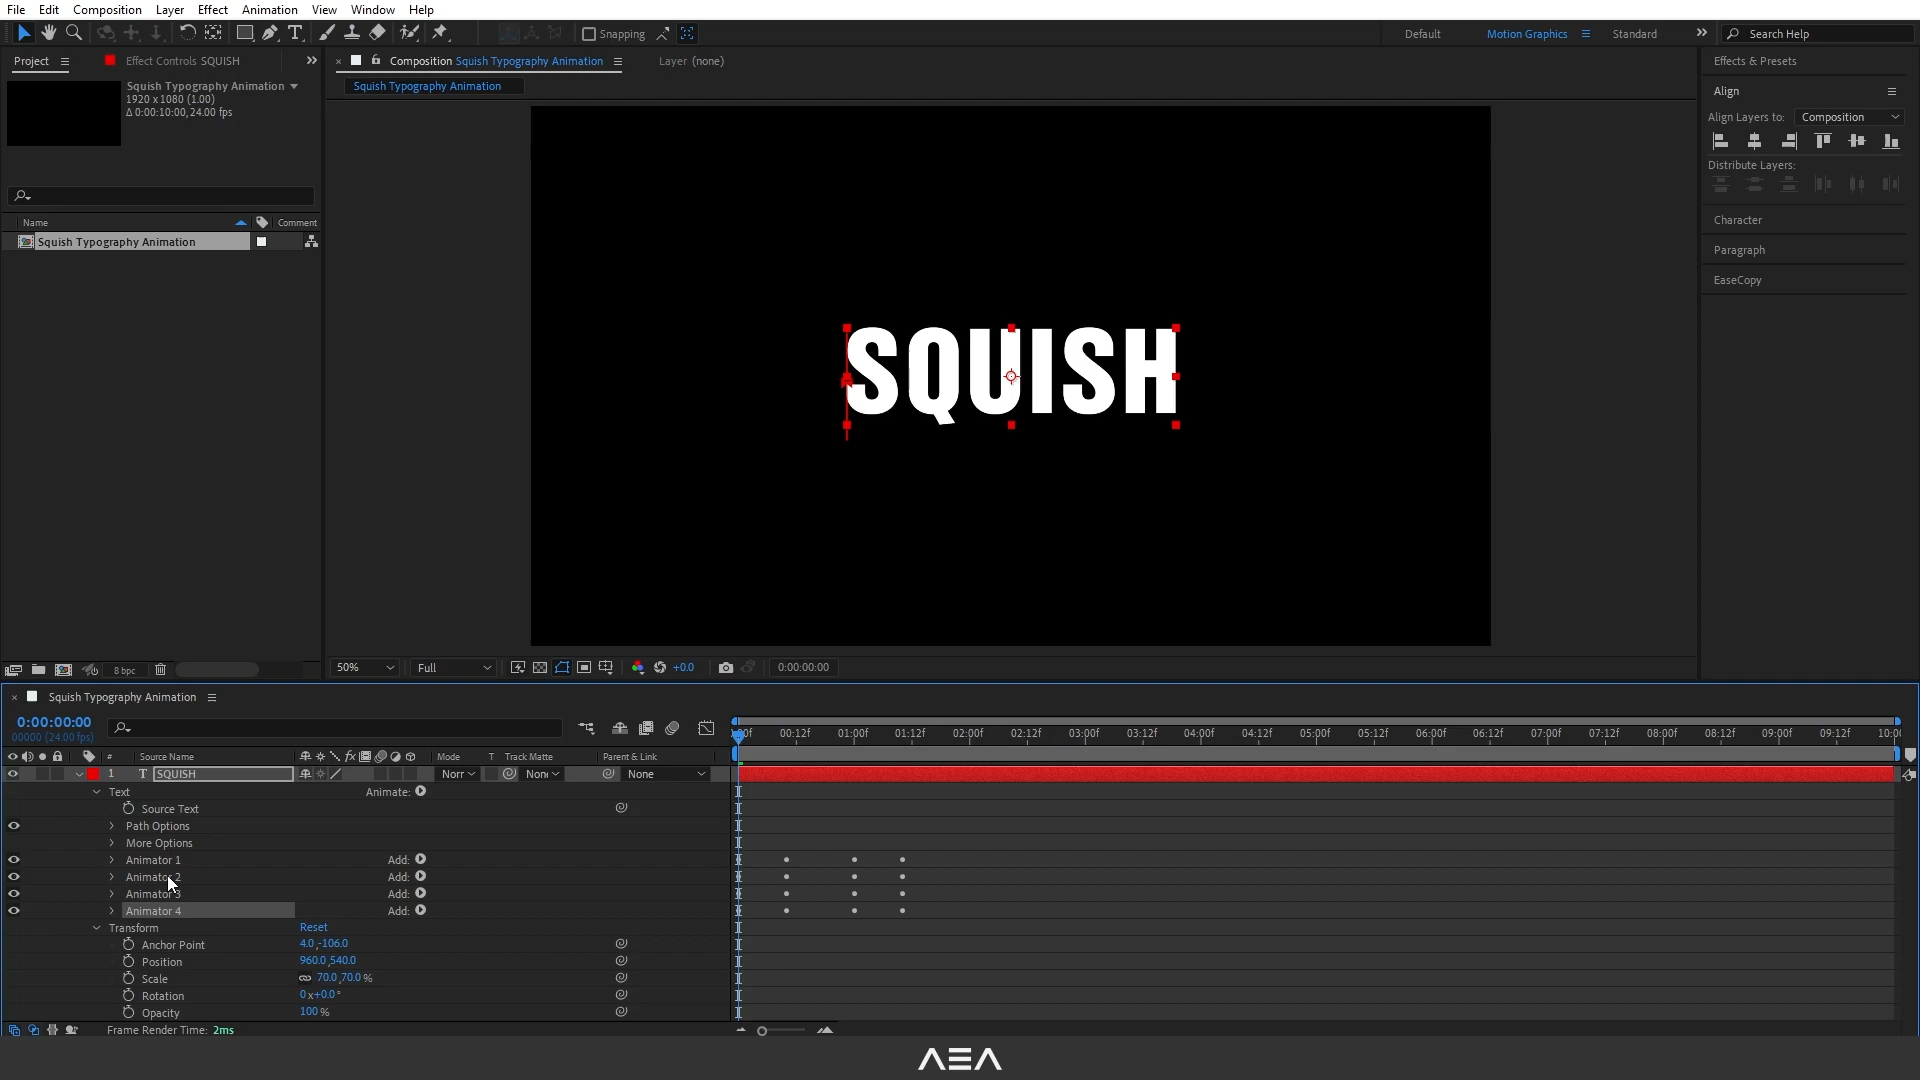 File Edit Composition Layer Effect Animation View Window Help
Snapping
Default Motion Graphics Standard Search Help
Project Effect Controls SQUISH
Composition Squish Typography Animation Layer (none)
Effects & Presets
Squish Typography Animation
1920 x 1080 (1.00)
Δ 0:00:10:00, 24.00 fps
Squish Typography Animation
Align
Align Layers to: Composition
Distribute Layers:
Character
Paragraph
EaseCopy
Name Comment
Squish Typography Animation
SQUISH
8 bpc
50% Full +0.0 0:00:00:00
Squish Typography Animation
0:00:00:00
00000 (24.00 fps)
00:12f 01:00f 01:12f 02:00f 02:12f 03:00f 03:12f 04:00f 04:12f 05:00f 05:12f 06:00f 06:12f 07:00f 07:12f 08:00f 08:12f 09:00f 09:12f
# Source Name Mode T Track Matte Parent & Link
1 T SQUISH Norr None
Text Animate:
Source Text
Path Options
More Options
Animator 1 Add:
Animator 2 Add:
Animator 3 Add:
Animator 4 Add:
Transform Reset
Anchor Point 4.0,-106.0
Position 960.0,540.0
Scale 70.0,70.0 %
Rotation 0x+0.0°
Opacity 100 %
Frame Render Time: 2ms
AEA